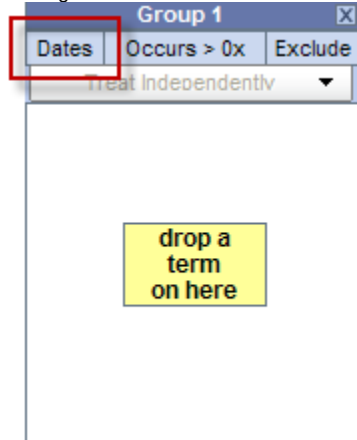 Group 1 X
Dates Occurs > 0x Exclude
Treat Independently
drop a
term
on here